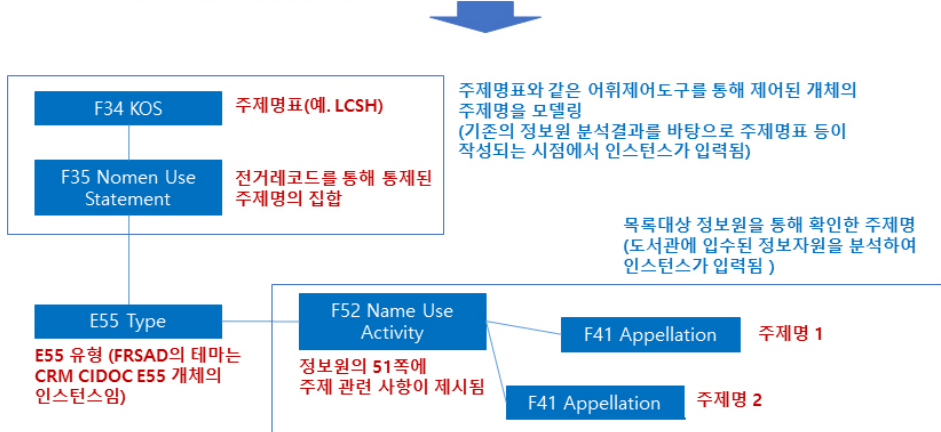 F34 KOS
주제명표(예. LCSH)
F35 Nomen Use
Statement
전거레코드를 통해 통제된
주제명의 집합
주제명표와 같은 어휘제어도구를 통해 제어된 개체의
주제명을 모델링
(기존의 정보원 분석결과를 바탕으로 주제명표 등이
작성되는 시점에서 인스턴스가 입력됨)
목록대상 정보원을 통해 확인한 주제명
(도서관에 입수된 정보자원을 분석하여
인스턴스가 입력됨 )
E55 Type
E55 유형 (FRSAD의 테마는
CRM CIDOC E55 개체의
인스턴스임)
F52 Name Use
Activity
정보원의 51쪽에
주제 관련 사항이 제시됨
F41 Appellation
주제명 1
F41 Appellation
주제명 2